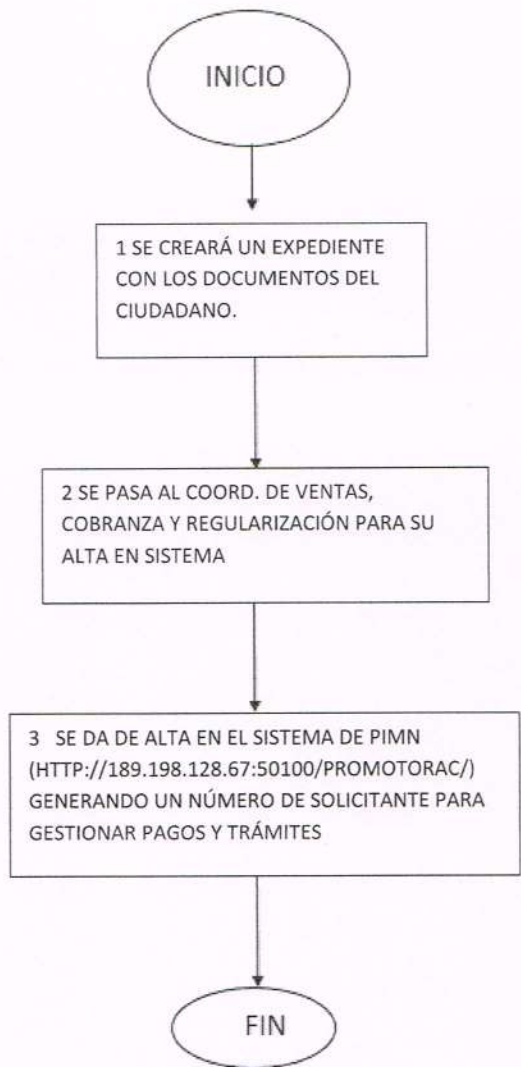 INICIO
1 SE CREARÁ UN EXPEDIENTE
CON LOS DOCUMENTOS DEL
CIUDADANO.
2 SE PASA AL COORD. DE VENTAS,
COBRANZA Y REGULARIZACIÓN PARA SU
ALTA EN SISTEMA
3 SE DA DE ALTA EN EL SISTEMA DE PIMN
(HTTP://189.198.128.67:50100/PROMOTORAC/)
GENERANDO UN NÚMERO DE SOLICITANTE PARA
GESTIONAR PAGOS Y TRÁMITES
FIN